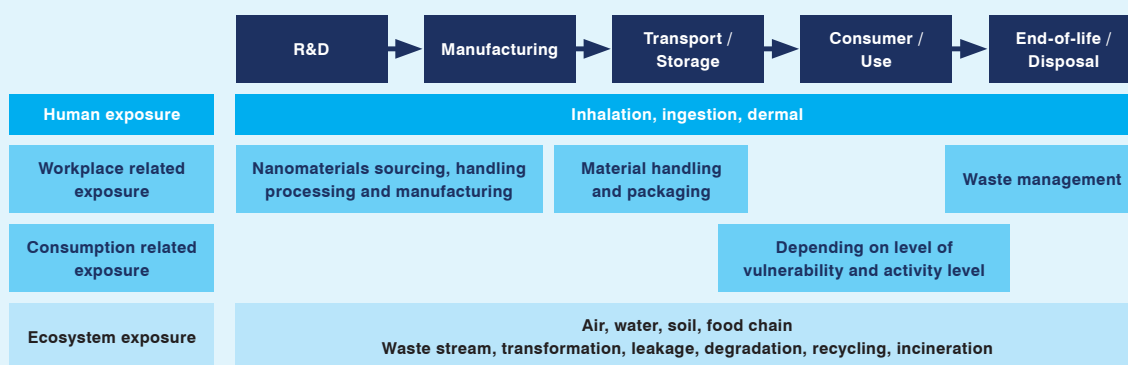 R&D
Manufacturing
Transport /
Storage
Consumer /
Use
End-of-life /
Disposal
Human exposure
Inhalation, ingestion, dermal
Workplace related
exposure
Nanomaterials sourcing, handling
processing and manufacturing
Material handling
and packaging
Waste management
Consumption related
exposure
Depending on level of
vulnerability and activity level
Ecosystem exposure
Air, water, soil, food chain
Waste stream, transformation, leakage, degradation, recycling, incineration